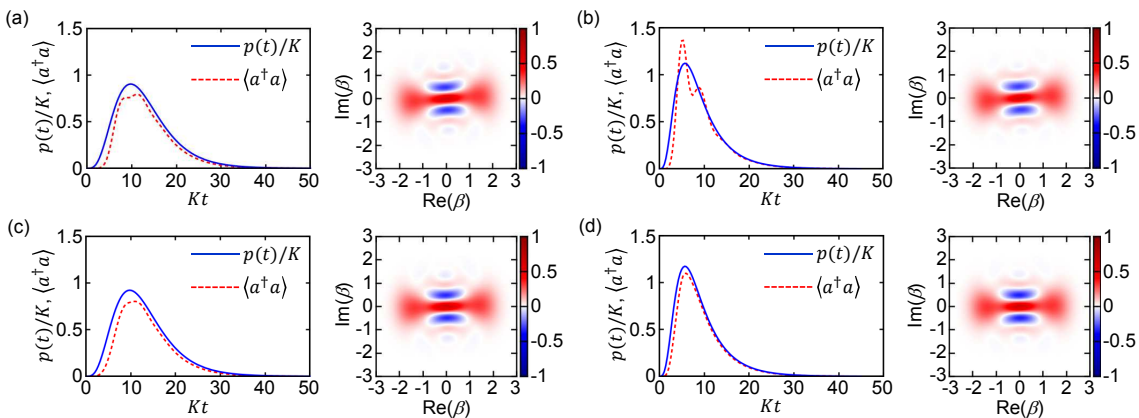 (a)
1.5
1
0.5
0
p(t)/K, ⟨a†a⟩
p(t)/K
⟨a†a⟩
0 10 20 30 40 50
Kt
3
2
1
0
-1
-2
-3
Im(β)
-3 -2 -1 0 1 2 3
Re(β)
1
0.5
0
-0.5
-1
(b)
1.5
1
0.5
0
p(t)/K, ⟨a†a⟩
p(t)/K
⟨a†a⟩
0 10 20 30 40 50
Kt
3
2
1
0
-1
-2
-3
Im(β)
-3 -2 -1 0 1 2 3
Re(β)
1
0.5
0
-0.5
-1
(c)
1.5
1
0.5
0
p(t)/K, ⟨a†a⟩
p(t)/K
⟨a†a⟩
0 10 20 30 40 50
Kt
3
2
1
0
-1
-2
-3
Im(β)
-3 -2 -1 0 1 2 3
Re(β)
1
0.5
0
-0.5
-1
(d)
1.5
1
0.5
0
p(t)/K, ⟨a†a⟩
p(t)/K
⟨a†a⟩
0 10 20 30 40 50
Kt
3
2
1
0
-1
-2
-3
Im(β)
-3 -2 -1 0 1 2 3
Re(β)
1
0.5
0
-0.5
-1